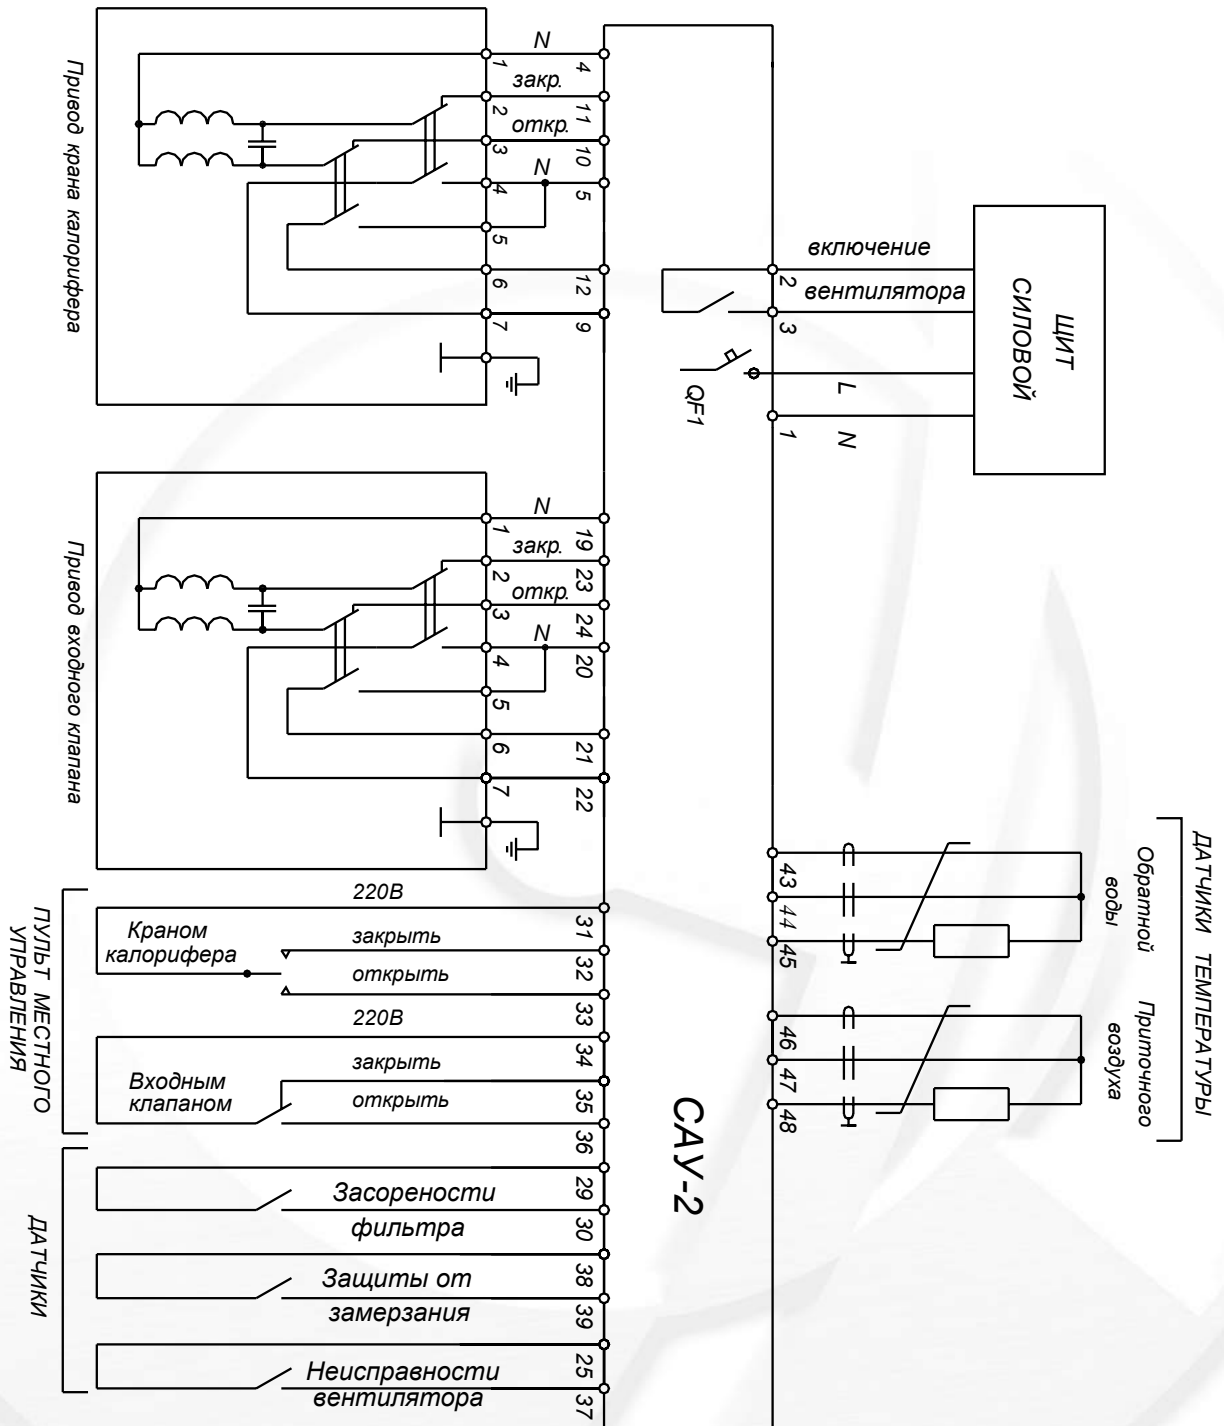 Привод крана калорифера
N
1
4
закр.
2
11
откр.
3
10
N
4
5
5
6
12
7
9
Привод входного клапана
N
1
19
закр.
2
23
откр.
3
24
N
4
20
5
6
21
7
22
ПУЛЬТ МЕСТНОГО
УПРАВЛЕНИЯ
220В
31
Краном
калорифера
закрыть
32
открыть
33
220В
34
закрыть
35
Входным
клапаном
открыть
36
ДАТЧИКИ
29
Засорености
30
фильтра
38
Защиты от
39
замерзания
25
Неисправности
37
вентилятора
САУ-2
включение
2
вентилятора
3
QF1
L
1
N
ЩИТ
СИЛОВОЙ
ДАТЧИКИ ТЕМПЕРАТУРЫ
Обратной
воды
43
44
45
Приточного
воздуха
46
47
48